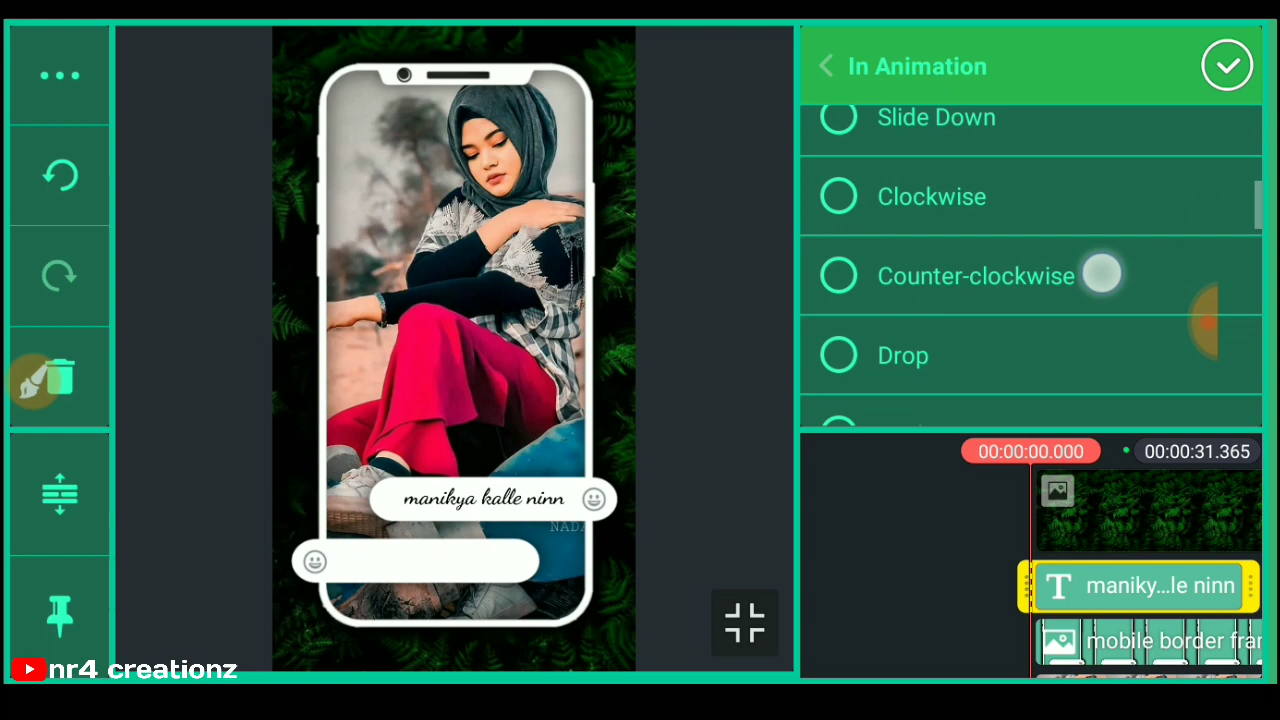 In Animation
Slide Down
Clockwise
Counter-clockwise
Drop
manikya kalle ninn
NADA
00:00:00.000
00:00:31.365
T
maniky...le ninn
mobile border fra
nr4 creationz